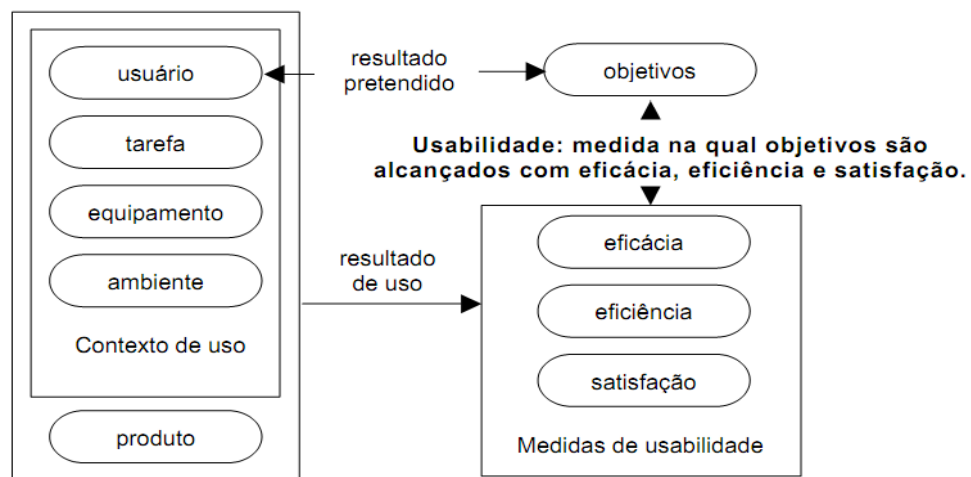 usuário
tarefa
equipamento
ambiente
Contexto de uso
produto
resultado
pretendido
objetivos
Usabilidade: medida na qual objetivos são
alcançados com eficácia, eficiência e satisfação.
resultado
de uso
eficácia
eficiência
satisfação
Medidas de usabilidade